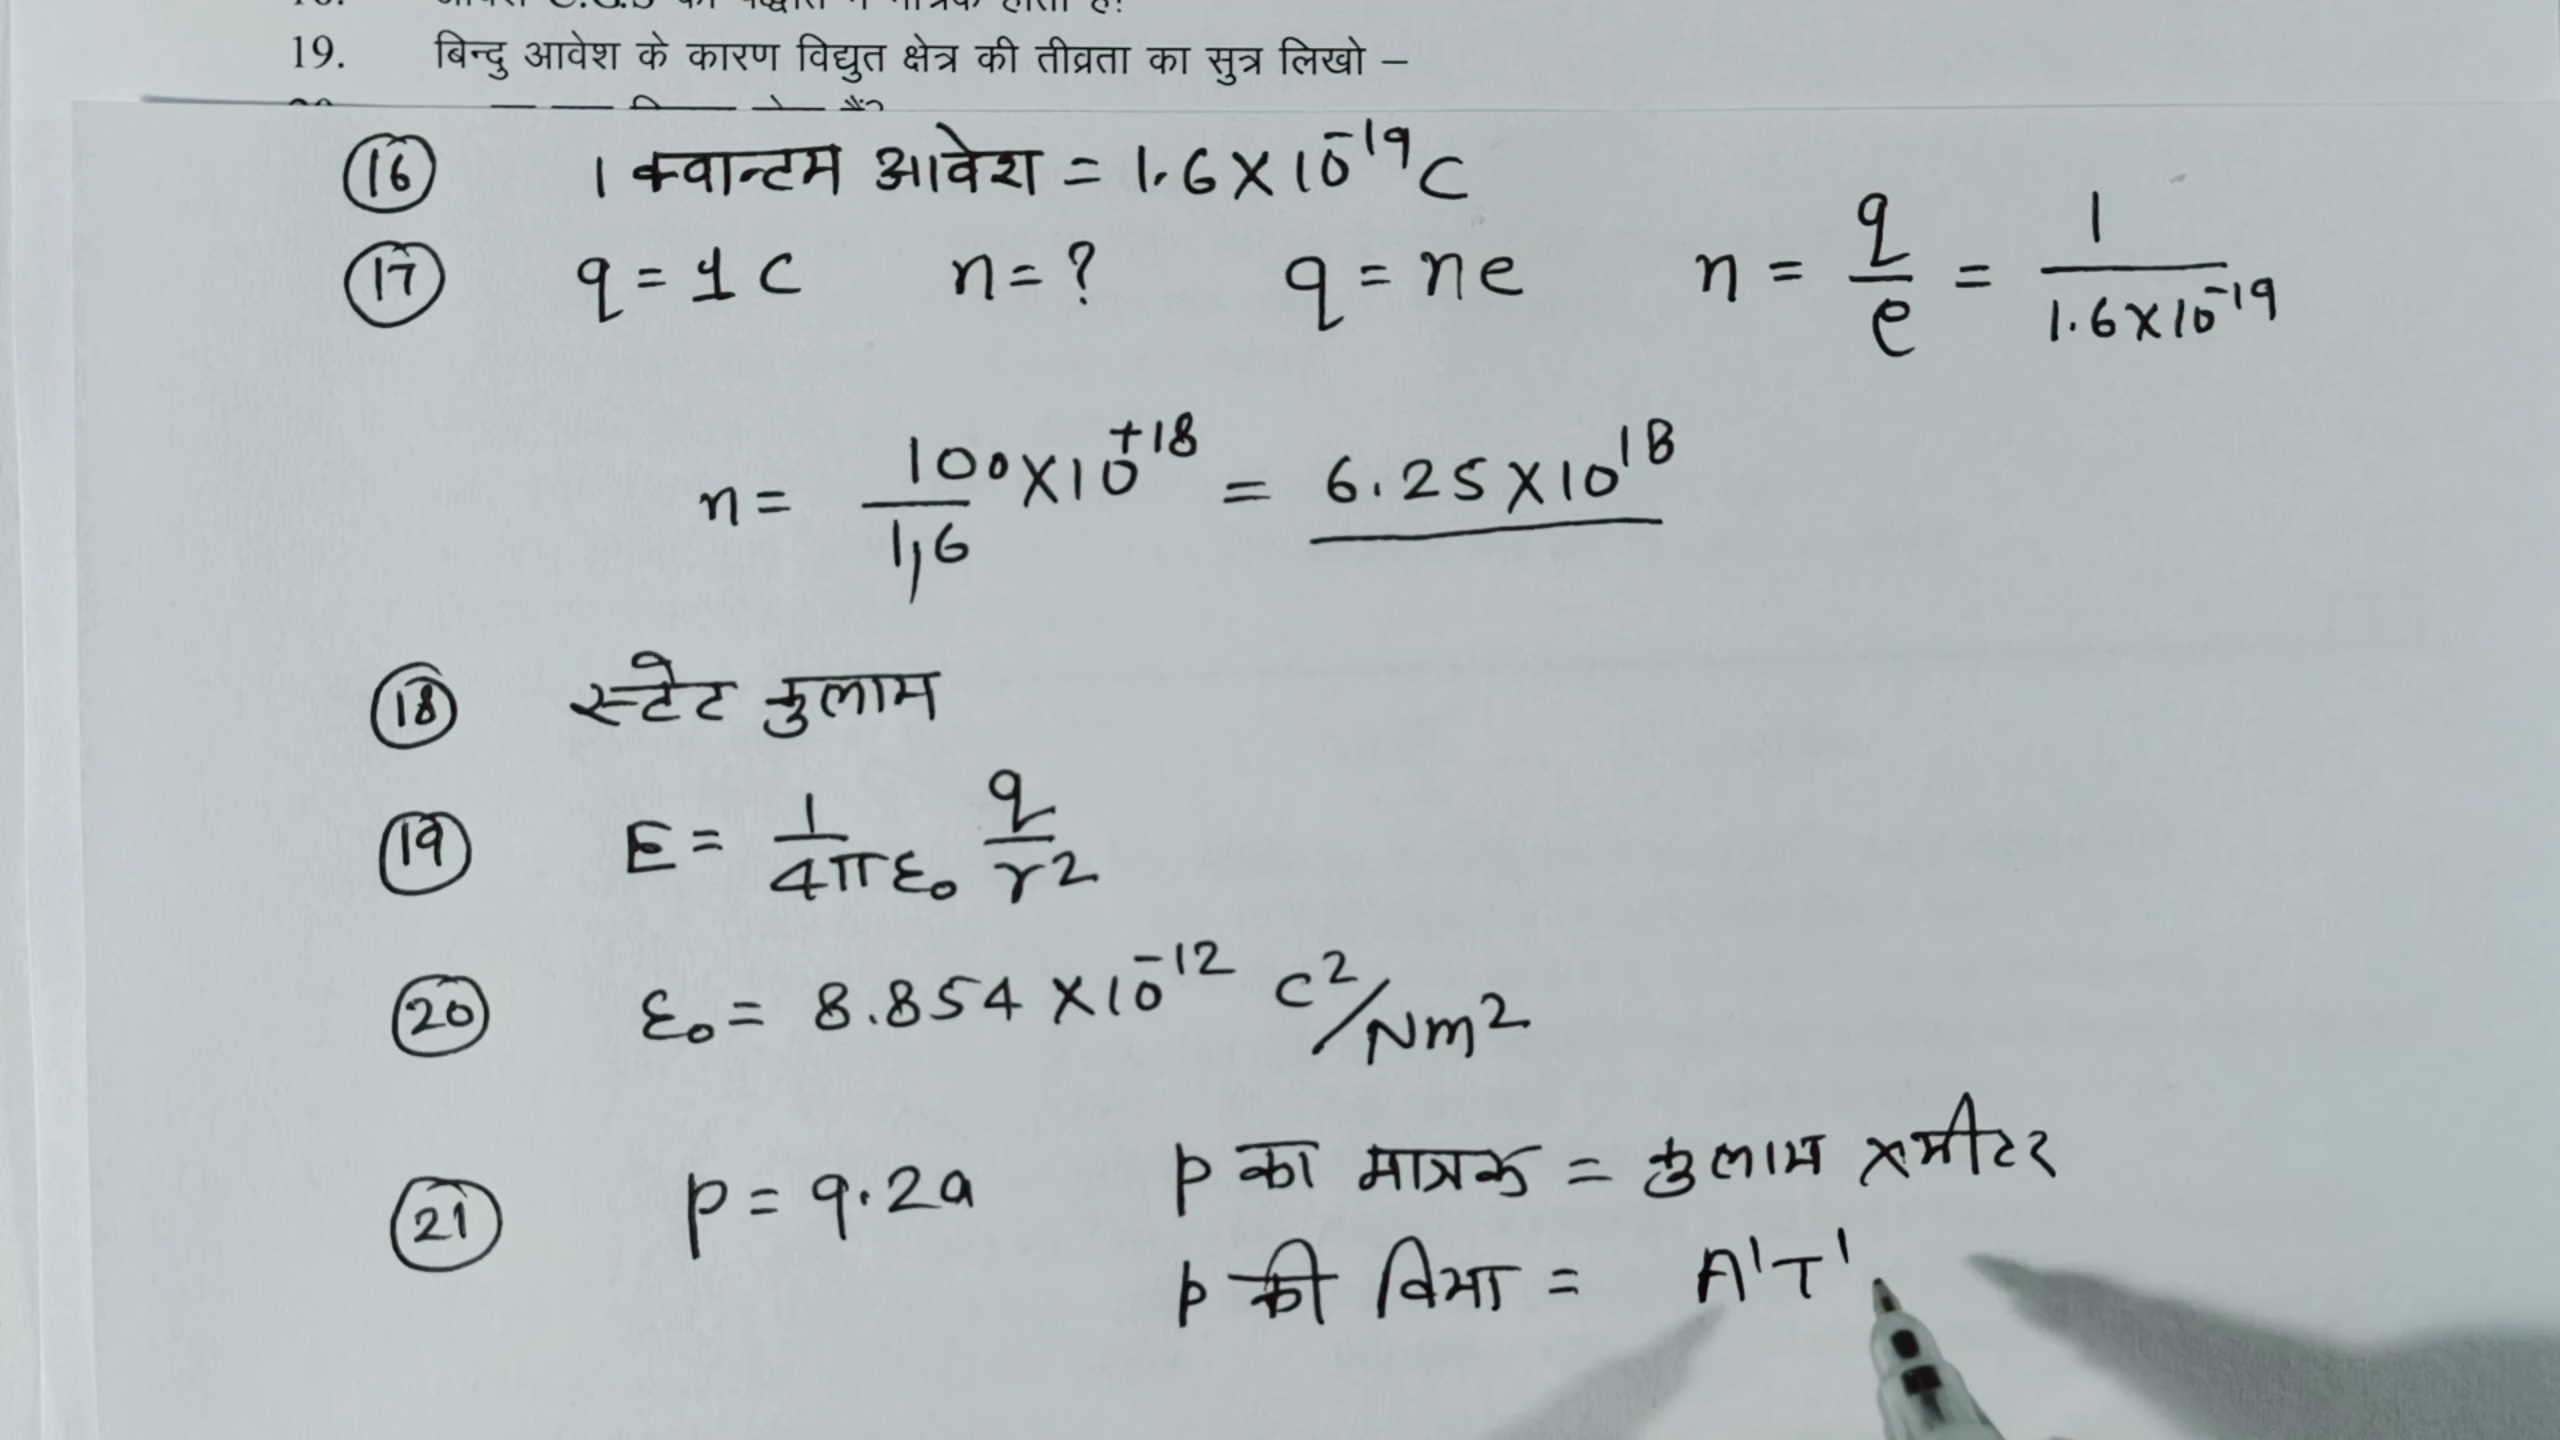 19. बिन्दु आवेश के कारण विद्युत क्षेत्र की तीव्रता का सुत्र लिखो –
(16) 1 क्वान्टम आवेश = 1.6×10⁻¹⁹ C
(17) q = 1 C n = ? q = ne n = q/e = 1/(1.6×10⁻¹⁹)
n = 100/1.6 ×10⁺¹⁸ = 6.25×10¹⁸
(18) स्टेट कुलाम
(19) E = 1/(4πε₀) q/r²
(20) ε₀ = 8.854 ×10⁻¹² C²/Nm²
(21) p = q.2a p का मात्रक = कुलाम × मीटर
p की विमा = A¹T¹